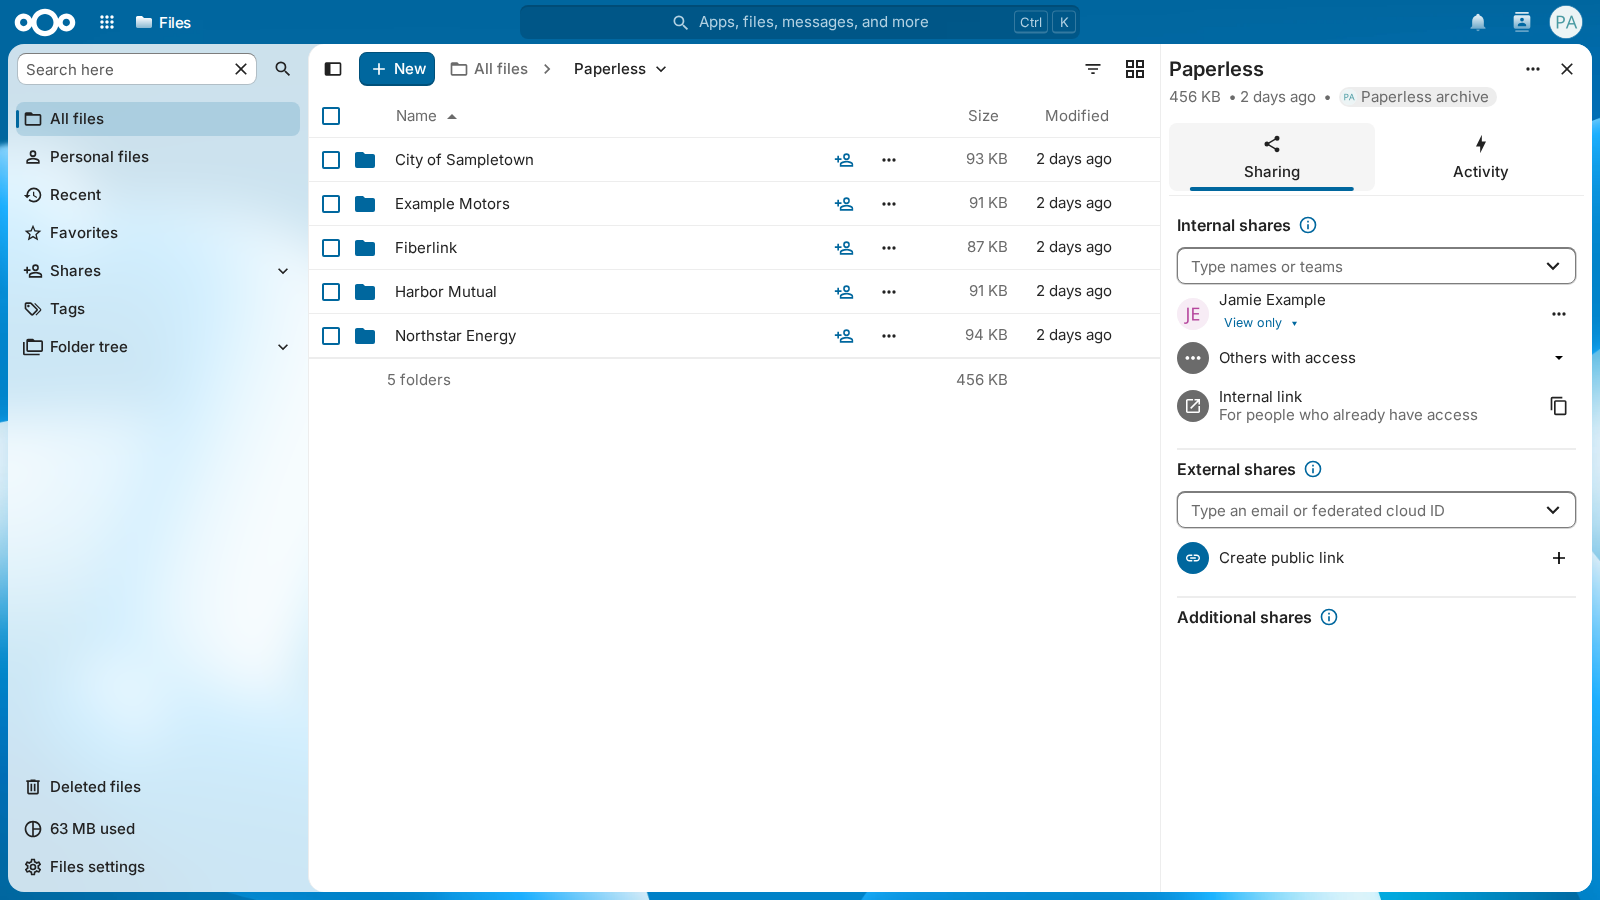 Files
Apps, files, messages, and more
Ctrl K
PA
Search here
All files
Personal files
Recent
Favorites
Shares
Tags
Folder tree
Deleted files
63 MB used
Files settings
New
All files
Paperless
Name
Size
Modified
City of Sampletown 93 KB 2 days ago
Example Motors 91 KB 2 days ago
Fiberlink 87 KB 2 days ago
Harbor Mutual 91 KB 2 days ago
Northstar Energy 94 KB 2 days ago
5 folders 456 KB
Paperless
456 KB • 2 days ago • PA Paperless archive
Sharing
Activity
Internal shares
Type names or teams
JE
Jamie Example
View only
Others with access
Internal link
For people who already have access
External shares
Type an email or federated cloud ID
Create public link
Additional shares